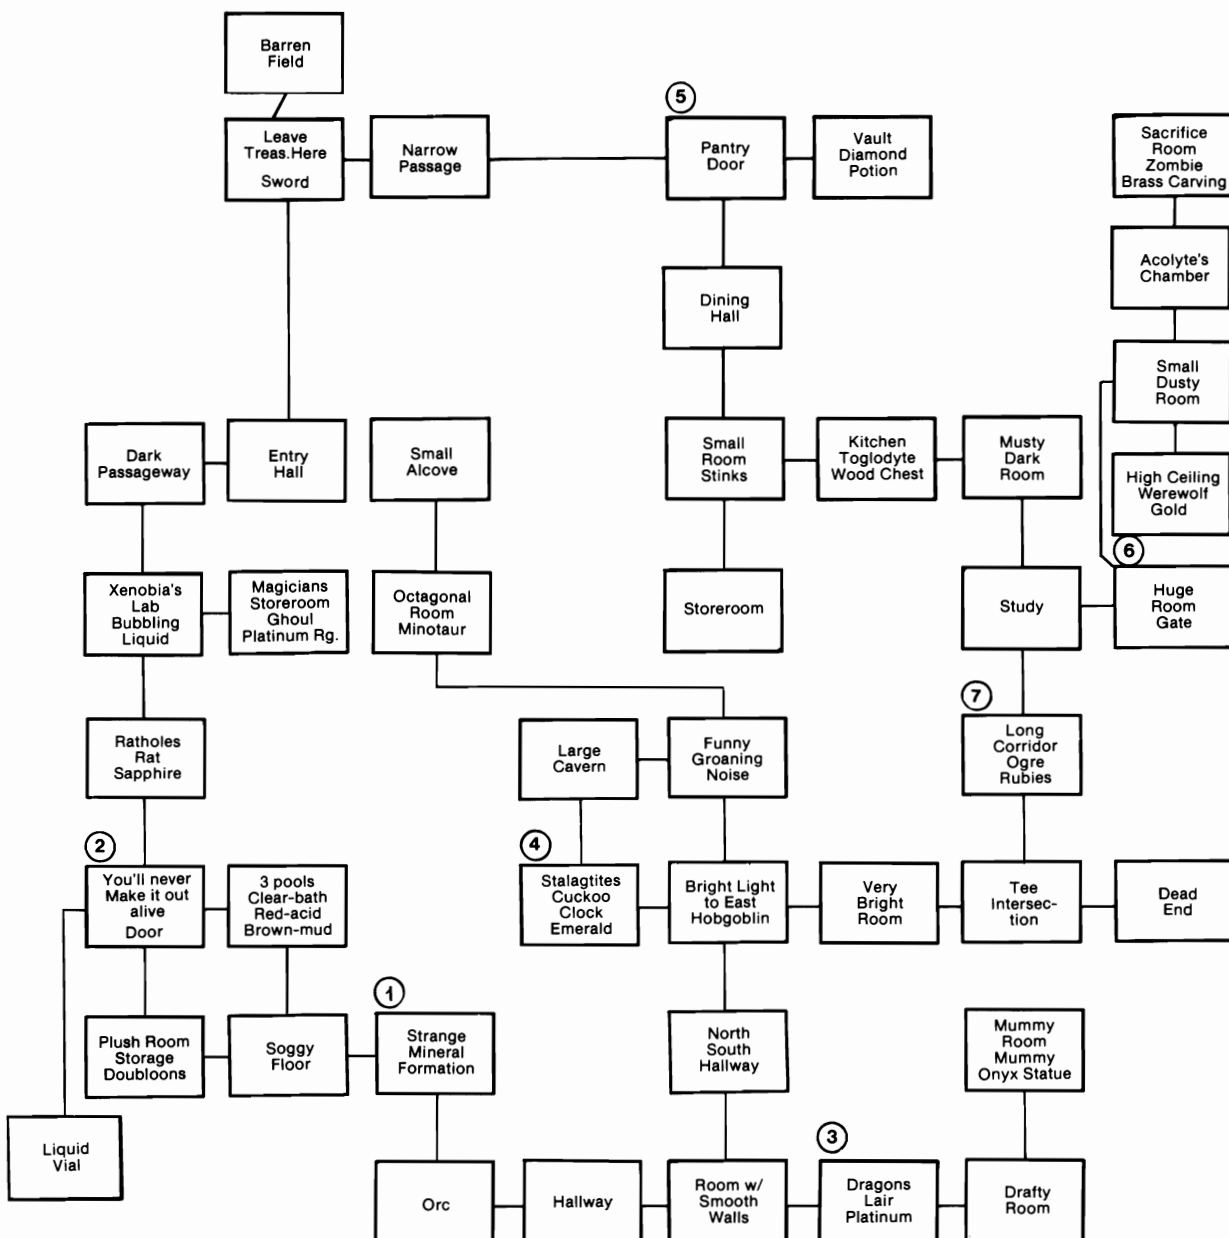 Barren
Field
5
Leave
Treas.Here
Sword
Narrow
Passage
Pantry
Door
Vault
Diamond
Potion
Sacrifice
Room
Zombie
Brass Carving
Acolyte's
Chamber
Dining
Hall
Small
Dusty
Room
Dark
Passageway
Entry
Hall
Small
Alcove
Small
Room
Stinks
Kitchen
Toglodyte
Wood Chest
Musty
Dark
Room
High Ceiling
Werewolf
Gold
6
Xenobia's
Lab
Bubbling
Liquid
Magicians
Storeroom
Ghoul
Platinum Rg.
Octagonal
Room
Minotaur
Storeroom
Study
Huge
Room
Gate
7
Ratholes
Rat
Sapphire
Large
Cavern
Funny
Groaning
Noise
Long
Corridor
Ogre
Rubies
2
4
You'll never
Make it out
alive
Door
3 pools
Clear-bath
Red-acid
Brown-mud
Stalagtites
Cuckoo
Clock
Emerald
Bright Light
to East
Hobgoblin
Very
Bright
Room
Tee
Intersec-
tion
Dead
End
1
Plush Room
Storage
Doubloons
Soggy
Floor
Strange
Mineral
Formation
North
South
Hallway
Mummy
Room
Mummy
Onyx Statue
3
Liquid
Vial
Orc
Hallway
Room w/
Smooth
Walls
Dragons
Lair
Platinum
Drafty
Room